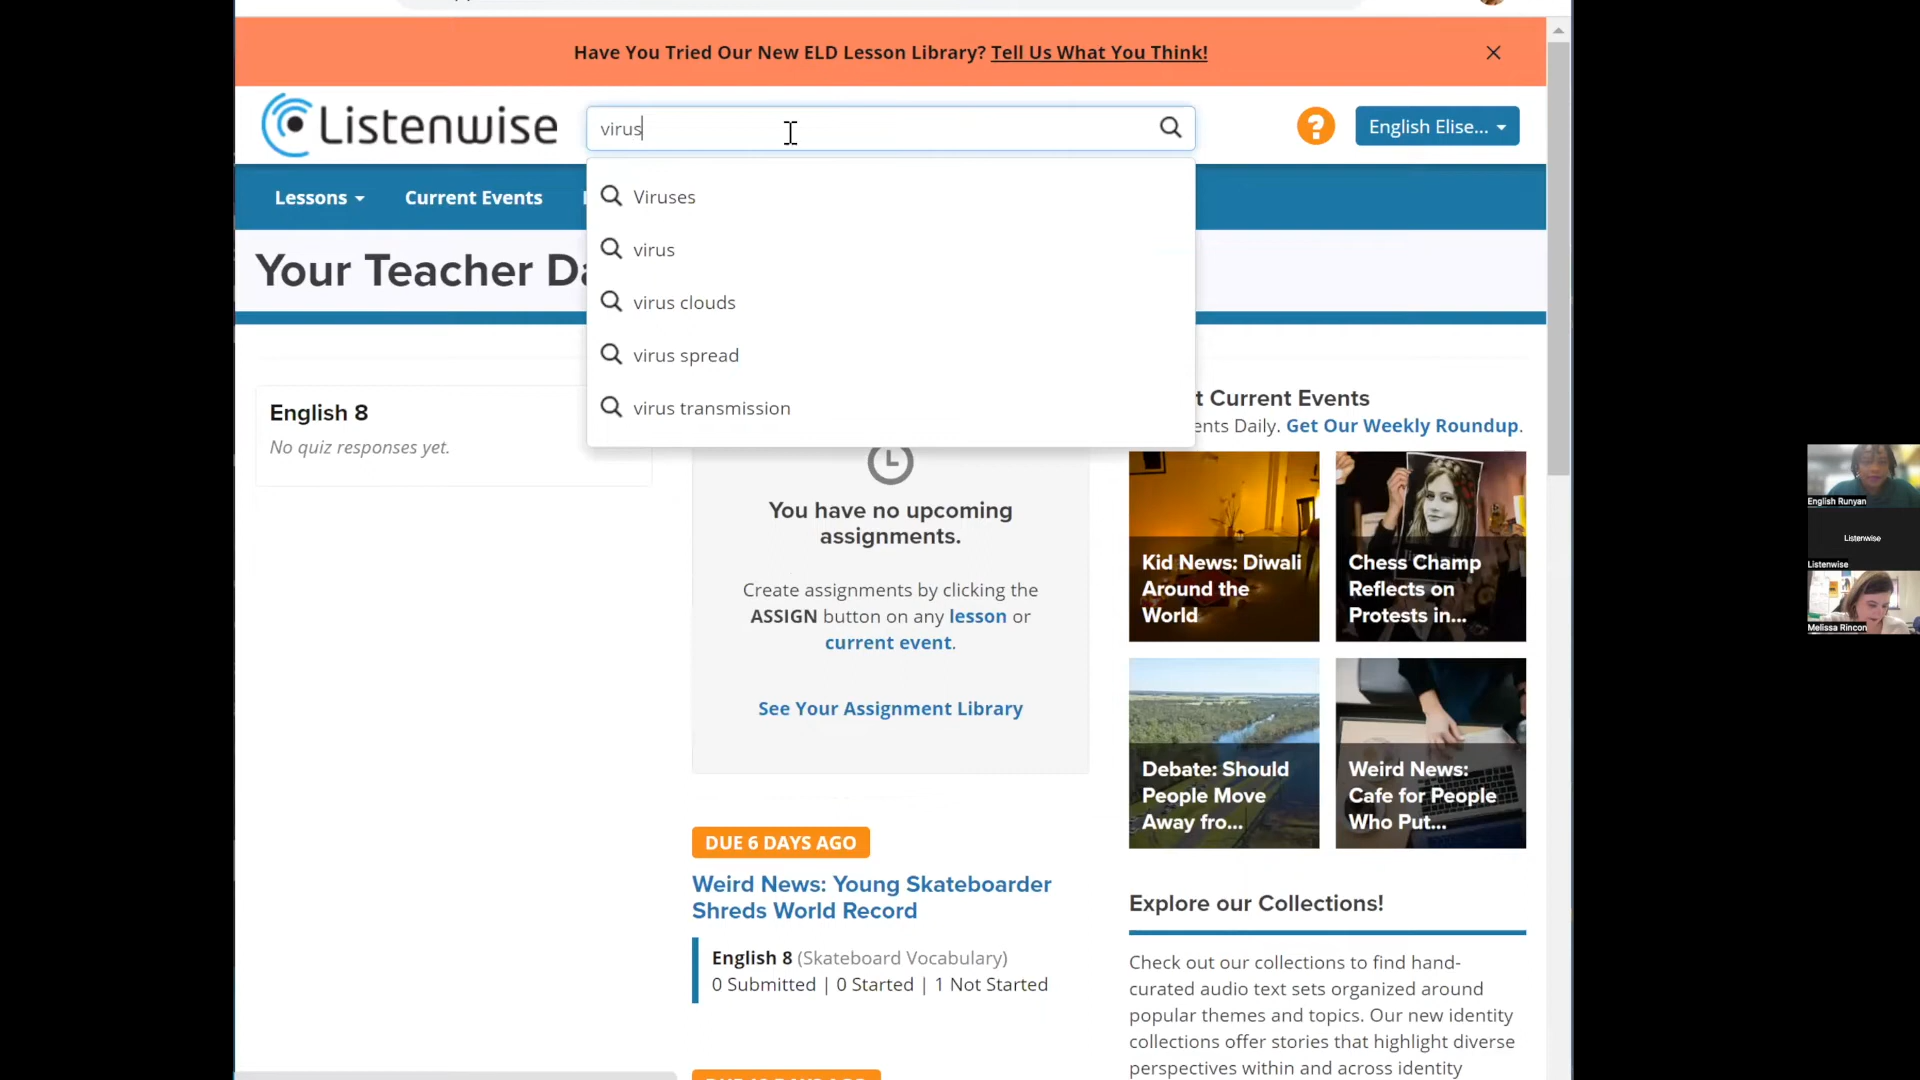 Have You Tried Our New ELD Lesson Library? Tell Us What You Think!
Listenwise
virus
?
English Elise...
Lessons
Current Events
Viruses
virus
virus clouds
virus spread
virus transmission
Your Teacher
English 8
No quiz responses yet.
You have no upcoming
assignments.
Create assignments by clicking the
ASSIGN button on any lesson or
current event.
See Your Assignment Library
DUE 6 DAYS AGO
Weird News: Young Skateboarder
Shreds World Record
English 8 (Skateboard Vocabulary)
0 Submitted | 0 Started | 1 Not Started
Current Events
Daily. Get Our Weekly Roundup.
Kid News: Diwali
Around the
World
Chess Champ
Reflects on
Protests in...
Debate: Should
People Move
Away fro...
Weird News:
Cafe for People
Who Put...
Explore our Collections!
Check out our collections to find hand-
curated audio text sets organized around
popular themes and topics. Our new identity
collections offer stories that highlight diverse
perspectives within and across identity
English Runyan
Listenwise
Listenwise
Melissa Rincon